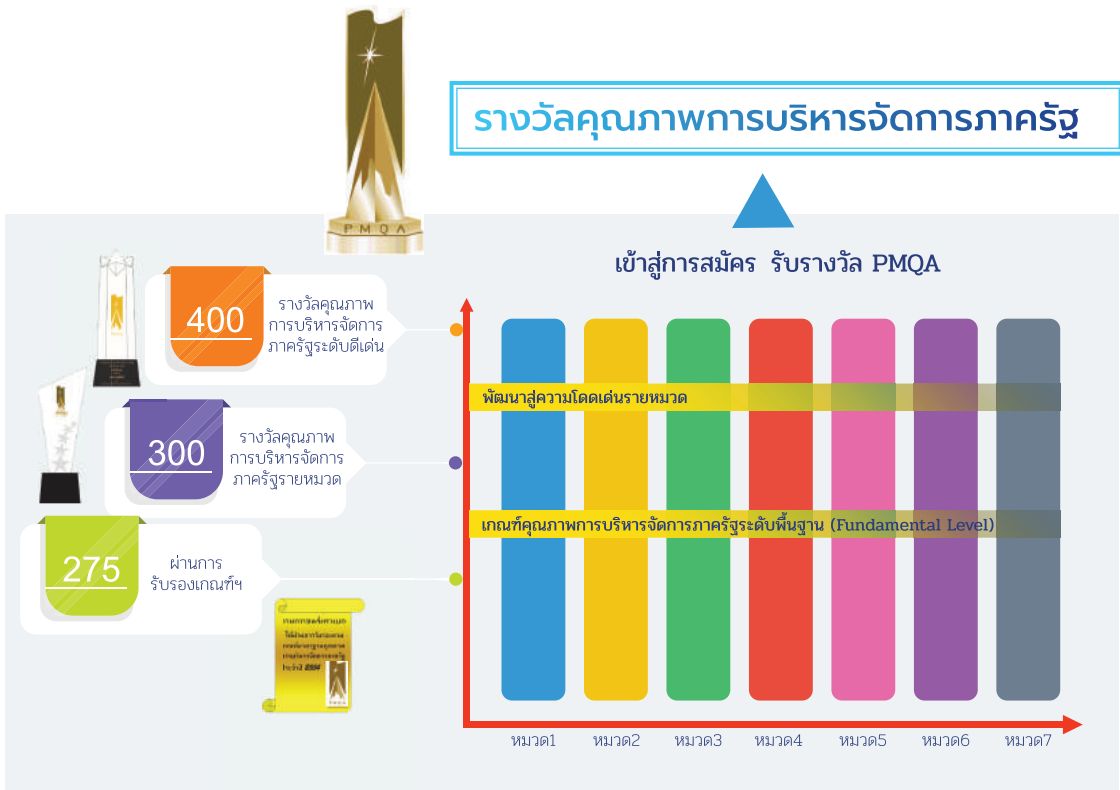 รางวัลคุณภาพการบริหารจัดการภาครัฐ
PMQA
เข้าสู่การสมัคร รับรางวัล PMQA
400
รางวัลคุณภาพ
การบริหารจัดการ
ภาครัฐระดับดีเด่น
พัฒนาสู่ความโดดเด่นรายหมวด
300
รางวัลคุณภาพ
การบริหารจัดการ
ภาครัฐรายหมวด
เกณฑ์คุณภาพการบริหารจัดการภาครัฐระดับพื้นฐาน (Fundamental Level)
275
ผ่านการ
รับรองเกณฑ์ฯ
หมวด1 หมวด2 หมวด3 หมวด4 หมวด5 หมวด6 หมวด7